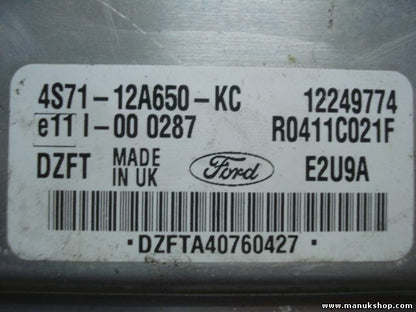 4S71-12A650-KC 12249774
e11 I-00 0287 R0411C021F
DZFT MADE IN UK Ford E2U9A
·DZFTA40760427·
www.manukshop.com